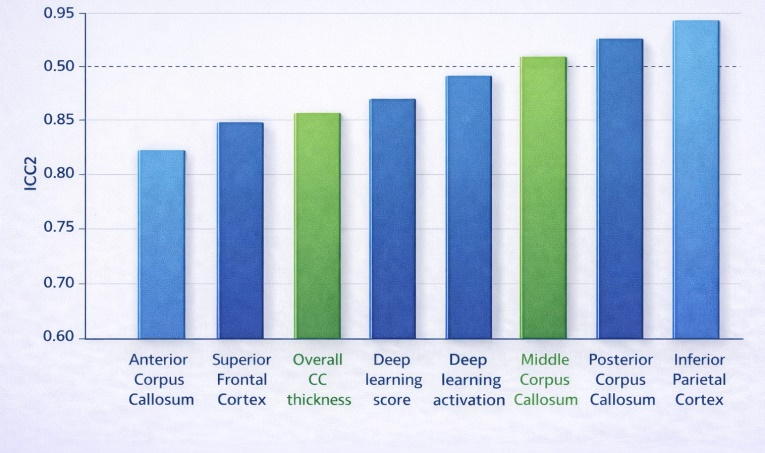 0.95
0.50
0.85
0.80
0.75
0.70
0.60
ICC2
Anterior Corpus Callosum
Superior Frontal Cortex
Overall CC thickness
Deep learning score
Deep learning activation
Middle Corpus Callosum
Posterior Corpus Callosum
Inferior Parietal Cortex